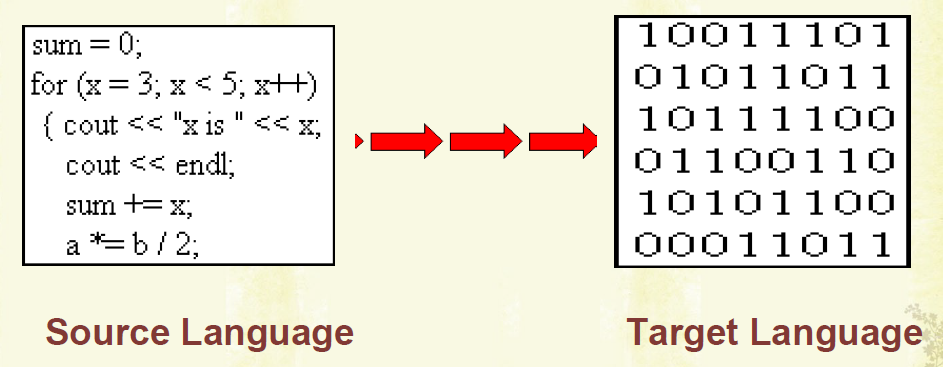 sum = 0;
for (x = 3; x < 5; x++)
{ cout << "x is " << x;
cout << endl;
sum += x;
a *= b / 2;
10011101
01011011
10111100
01100110
10101100
00011011
Source Language
Target Language